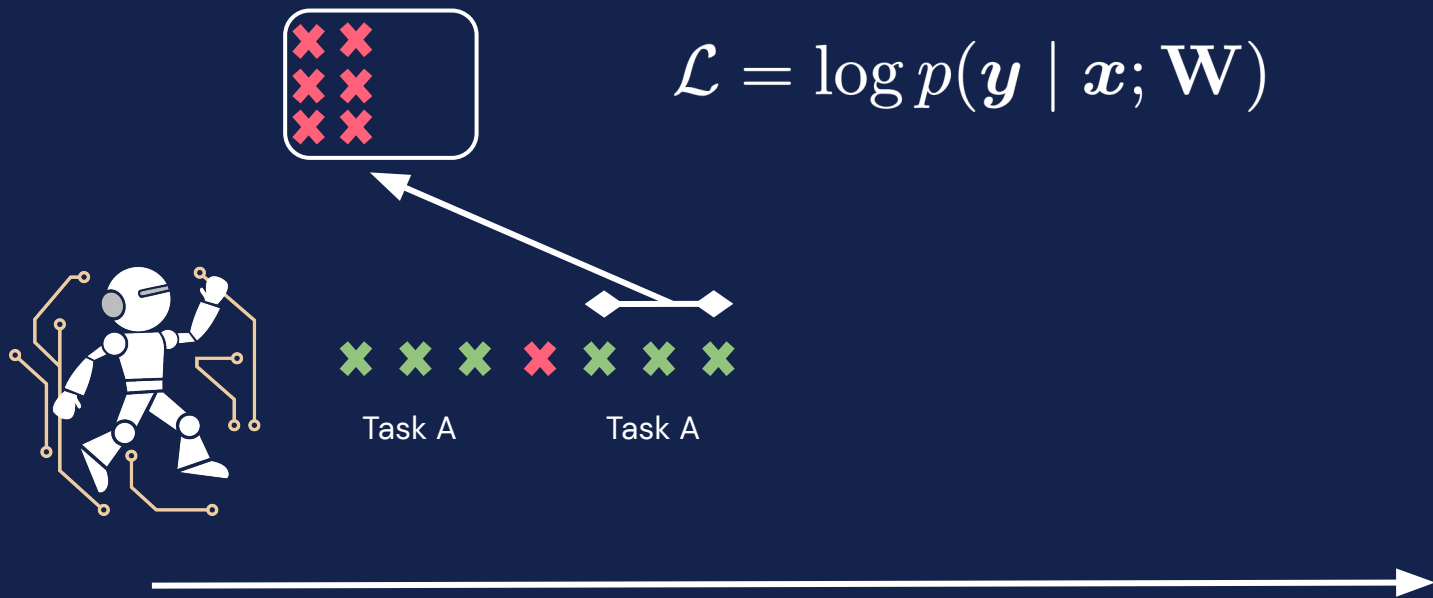 ℒ = log p(y | x; W)
Task A
Task A